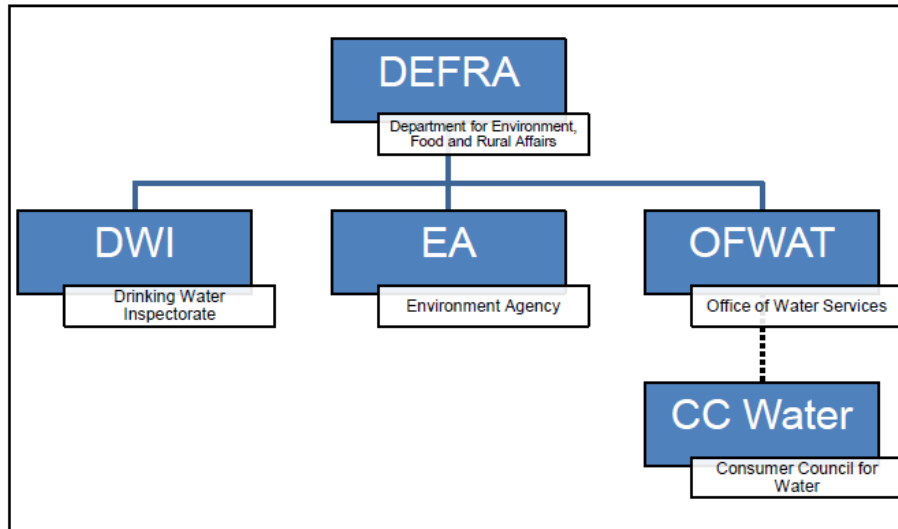 DEFRA
Department for Environment,
Food and Rural Affairs
DWI
Drinking Water
Inspectorate
EA
Environment Agency
OFWAT
Office of Water Services
CC Water
Consumer Council for
Water